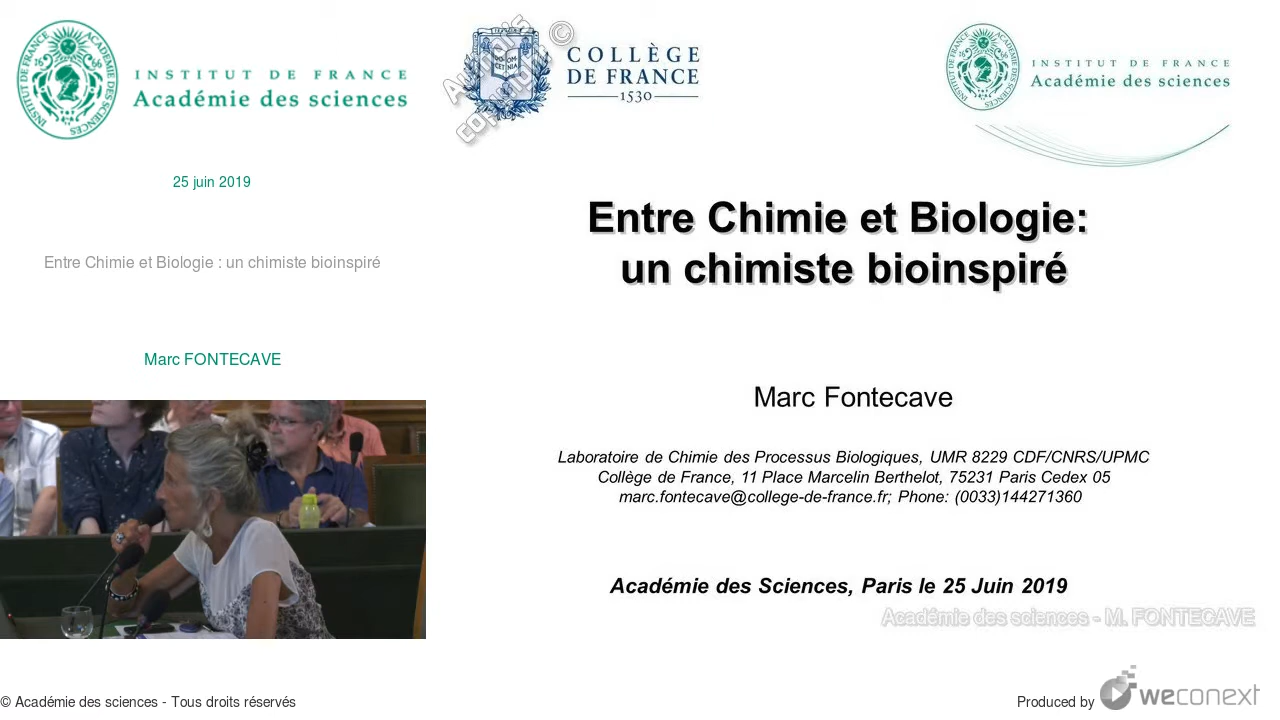 INSTITUT DE FRANCE
Académie des sciences
25 juin 2019
Entre Chimie et Biologie : un chimiste bioinspiré
Marc FONTECAVE
COLLÈGE
DE FRANCE
1530
INSTITUT DE FRANCE
Académie des sciences
Entre Chimie et Biologie:
un chimiste bioinspiré
Marc Fontecave
Laboratoire de Chimie des Processus Biologiques, UMR 8229 CDF/CNRS/UPMC
Collège de France, 11 Place Marcelin Berthelot, 75231 Paris Cedex 05
marc.fontecave@college-de-france.fr; Phone: (0033)144271360
Académie des Sciences, Paris le 25 Juin 2019
Académie des sciences - M. FONTECAVE
© Académie des sciences - Tous droits réservés
Produced by weconext